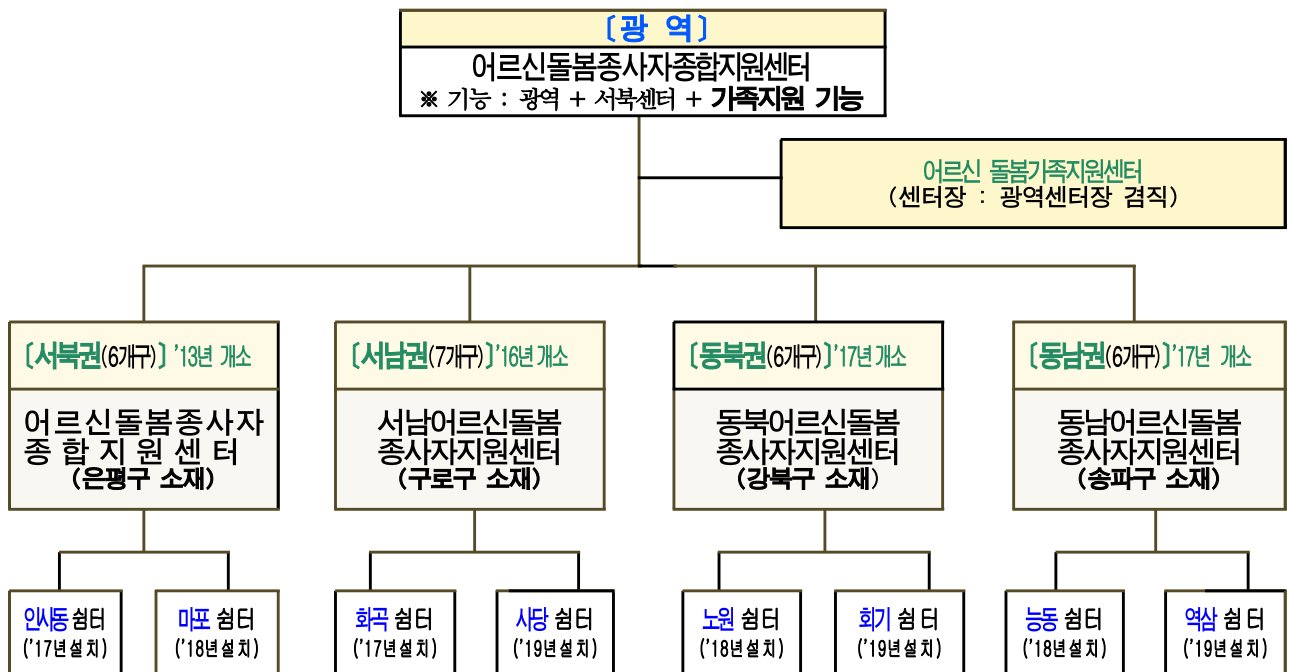 〔광 역〕
어르신돌봄종사자종합지원센터
※ 기능 : 광역 + 서북센터 + 가족지원 기능
어르신 돌봄가족지원센터
(센터장 : 광역센터장 겸직)
〔서북권(6개구)〕 '13년 개소
어르신돌봄종사자
종 합 지 원 센 터
(은평구 소재)
〔서남권(7개구)〕'16년 개소
서남어르신돌봄
종사자지원센터
(구로구 소재)
〔동북권(6개구)〕'17년 개소
동북어르신돌봄
종사자지원센터
(강북구 소재)
〔동남권(6개구)〕'17년 개소
동남어르신돌봄
종사자지원센터
(송파구 소재)
인사동 쉼터
('17년설치)
마포 쉼터
('18년설치)
화곡 쉼터
('17년설치)
사당 쉼터
('19년설치)
노원 쉼터
('18년설치)
회기 쉼터
('19년설치)
능동 쉼터
('18년설치)
역삼 쉼터
('19년설치)